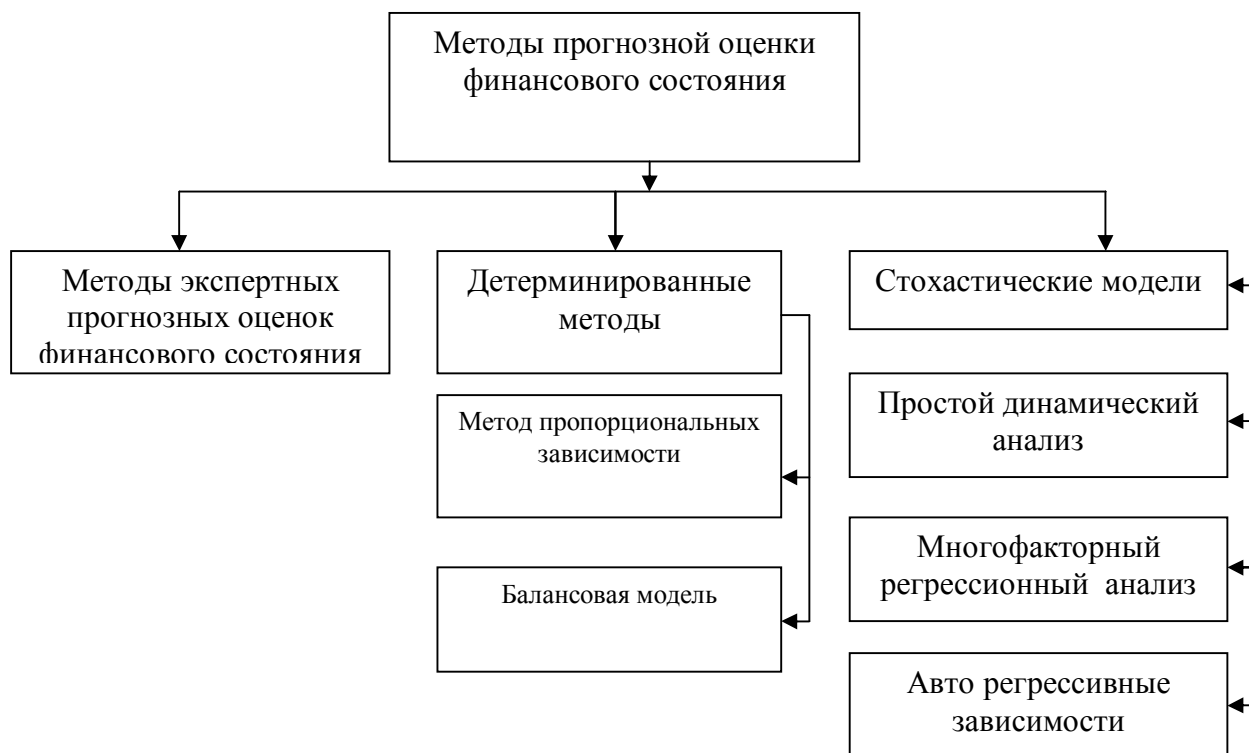 Методы прогнозной оценки
финансового состояния
Методы экспертных
прогнозных оценок
финансового состояния
Детерминированные
методы
Стохастические модели
Метод пропорциональных
зависимости
Простой динамический
анализ
Балансовая модель
Многофакторный
регрессионный анализ
Авто регрессивные
зависимости